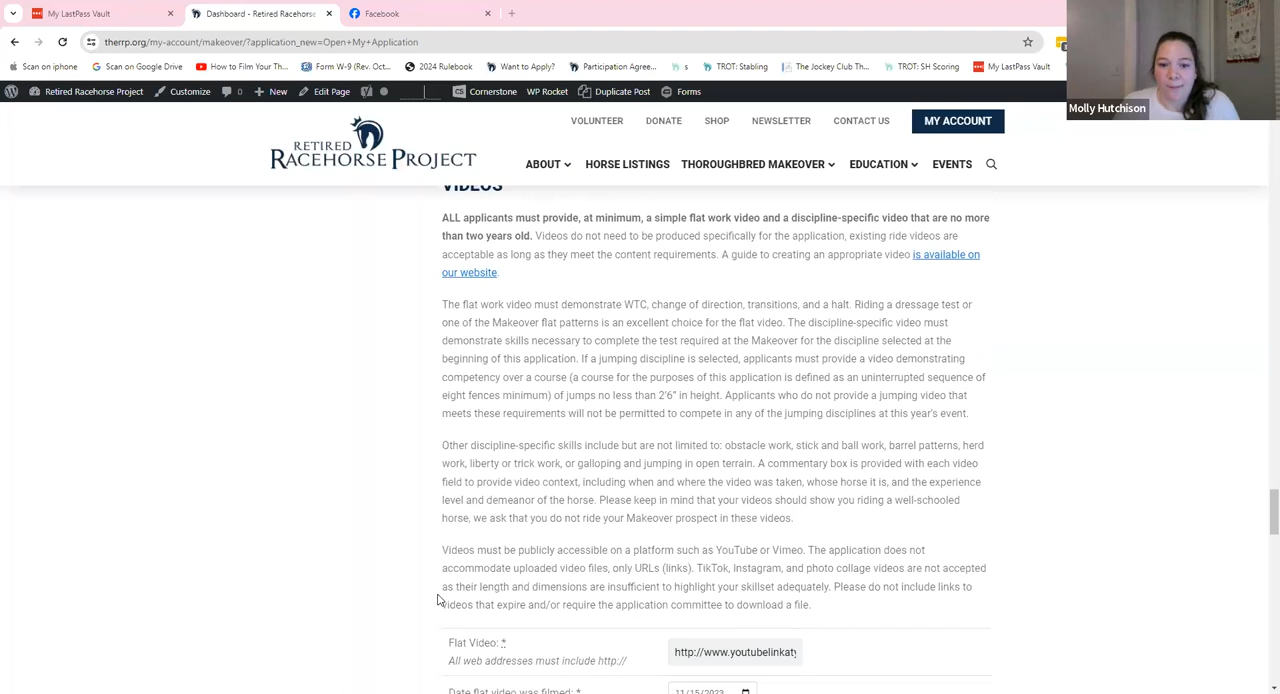 My LastPass Vault
Dashboard - Retired Racehorse
Facebook
therrp.org/my-account/makeover/?application_new=Open+My+Application
Scan on iphone
Scan on Google Drive
How to Film Your Th...
Form W-9 (Rev. Oct...
2024 Rulebook
Want to Apply?
Participation Agree...
s
TROT: Stabling
The Jockey Club Th...
TROT: SH Scoring
My LastPass Vault
Retired Racehorse Project
Customize
0
New
Edit Page
CS Cornerstone
WP Rocket
Duplicate Post
Forms
Molly Hutchison
RETIRED
RACEHORSE PROJECT
VOLUNTEER DONATE SHOP NEWSLETTER CONTACT US MY ACCOUNT
ABOUT HORSE LISTINGS THOROUGHBRED MAKEOVER EDUCATION EVENTS
VIDEOS
ALL applicants must provide, at minimum, a simple flat work video and a discipline-specific video that are no more
than two years old. Videos do not need to be produced specifically for the application, existing ride videos are
acceptable as long as they meet the content requirements. A guide to creating an appropriate video is available on
our website.
The flat work video must demonstrate WTC, change of direction, transitions, and a halt. Riding a dressage test or
one of the Makeover flat patterns is an excellent choice for the flat video. The discipline-specific video must
demonstrate skills necessary to complete the test required at the Makeover for the discipline selected at the
beginning of this application. If a jumping discipline is selected, applicants must provide a video demonstrating
competency over a course (a course for the purposes of this application is defined as an uninterrupted sequence of
eight fences minimum) of jumps no less than 2'6" in height. Applicants who do not provide a jumping video that
meets these requirements will not be permitted to compete in any of the jumping disciplines at this year's event.
Other discipline-specific skills include but are not limited to: obstacle work, stick and ball work, barrel patterns, herd
work, liberty or trick work, or galloping and jumping in open terrain. A commentary box is provided with each video
field to provide video context, including when and where the video was taken, whose horse it is, and the experience
level and demeanor of the horse. Please keep in mind that your videos should show you riding a well-schooled
horse, we ask that you do not ride your Makeover prospect in these videos.
Videos must be publicly accessible on a platform such as YouTube or Vimeo. The application does not
accommodate uploaded video files, only URLs (links). TikTok, Instagram, and photo collage videos are not accepted
as their length and dimensions are insufficient to highlight your skillset adequately. Please do not include links to
videos that expire and/or require the application committee to download a file.
Flat Video: *
http://www.youtubelinkaty
All web addresses must include http://
Date flat video was filmed: *
11/15/2023